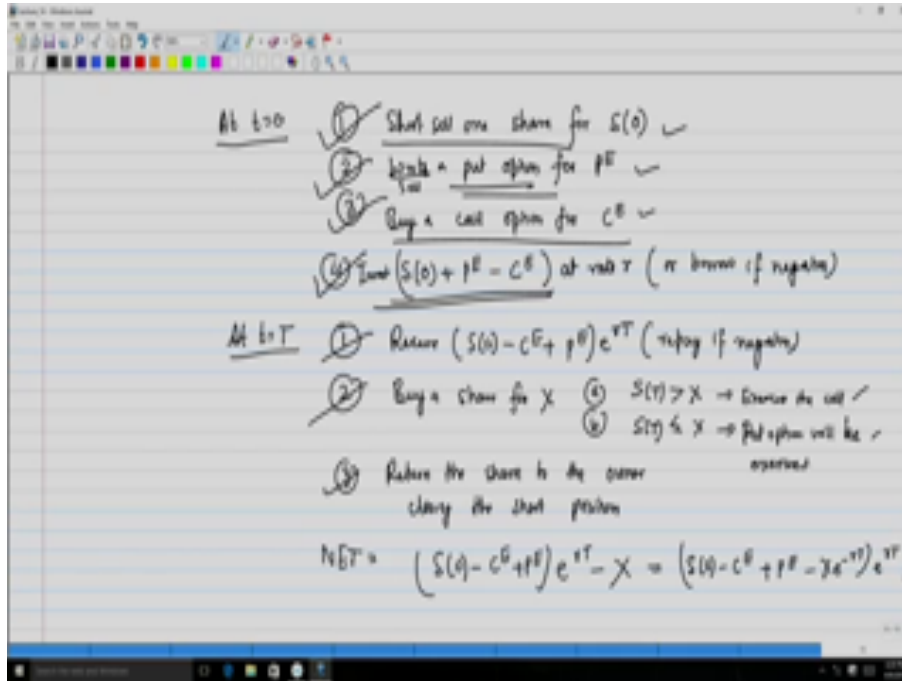 At t=0 ① Short sell one share for S(0)
② a put option for P^E
③ Buy a call option for C^E
④ Invest (S(0) + P^E - C^E) at rate r (or borrow if negative)
At t=T ① Receive (S(0) - C^E + P^E) e^{rT} (repay if negative)
② Buy a share for X (a) S(T) > X → Exercise the call
(b) S(T) ≤ X → Put option will be
exercised
③ Return the share to the owner
closing the short position
NET = (S(0) - C^E + P^E) e^{rT} - X = (S(0) - C^E + P^E - Xe^{-rT}) e^{rT}